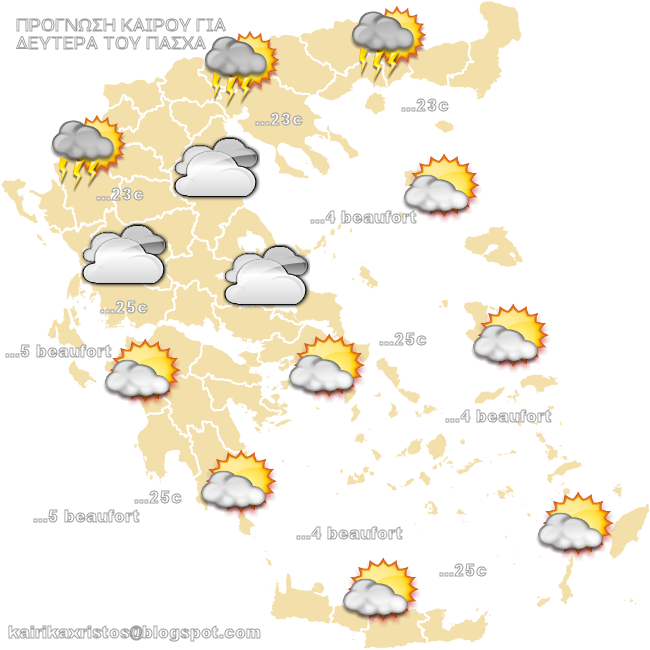 ΠΡΟΓΝΩΣΗ ΚΑΙΡΟΥ ΓΙΑ
ΔΕΥΤΕΡΑ ΤΟΥ ΠΑΣΧΑ
...23c
...23c
...23c
...4 beaufort
...25c
...25c
...5 beaufort
...4 beaufort
...25c
...5 beaufort
...4 beaufort
...25c
kairikaxristos@blogspot.com